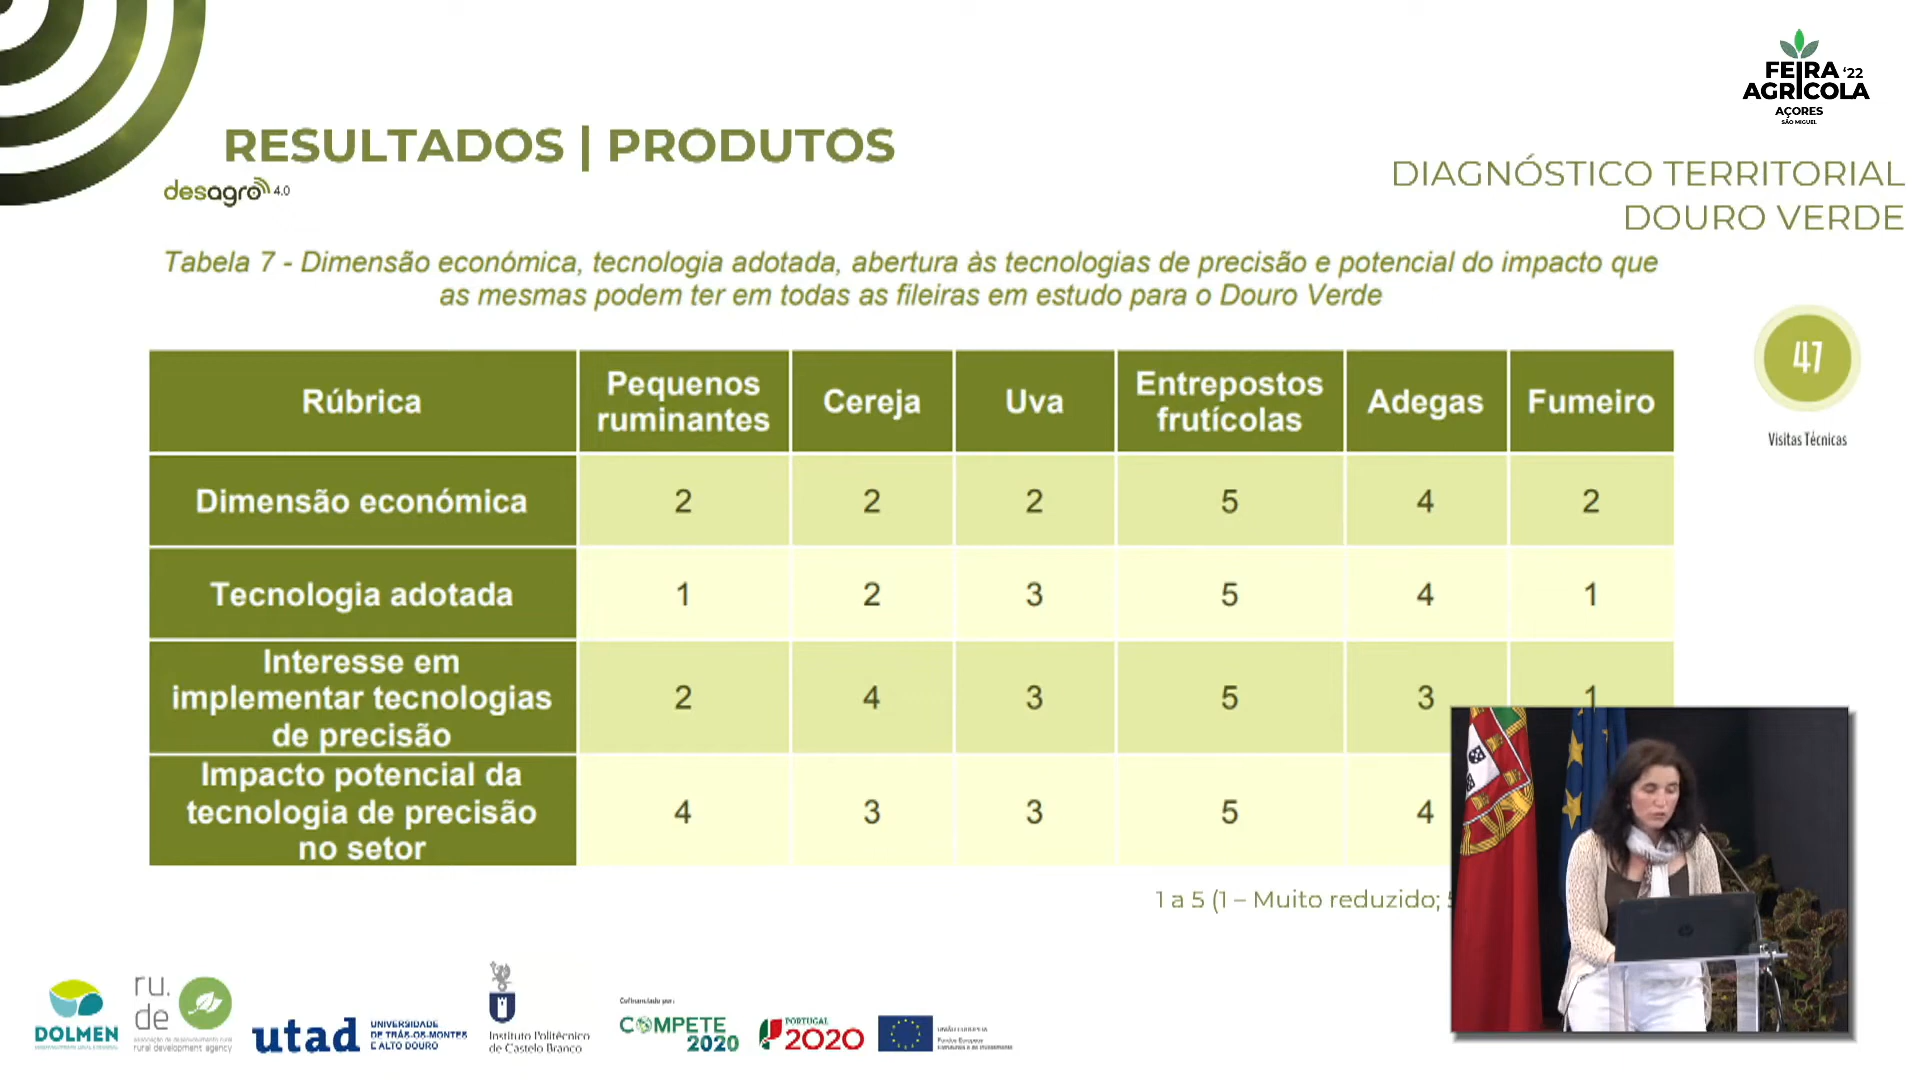 FEIRA '22
AGRICOLA
AÇORES
SÃO MIGUEL
RESULTADOS | PRODUTOS
desagro 4.0
DIAGNÓSTICO TERRITORIAL
DOURO VERDE
Tabela 7 - Dimensão económica, tecnologia adotada, abertura às tecnologias de precisão e potencial do impacto que
as mesmas podem ter em todas as fileiras em estudo para o Douro Verde
Rúbrica
Pequenos
ruminantes
Cereja
Uva
Entrepostos
frutícolas
Adegas
Fumeiro
Dimensão económica
2
2
2
5
4
2
Tecnologia adotada
1
2
3
5
4
1
Interesse em
implementar tecnologias
de precisão
2
4
3
5
3
1
Impacto potencial da
tecnologia de precisão
no setor
4
3
3
5
4
47
Visitas Técnicas
1 a 5 (1 – Muito reduzido;
DOLMEN
ru.
de
rural development agency
utad
UNIVERSIDADE
DE TRÁS-OS-MONTES
E ALTO DOURO
Instituto Politécnico
de Castelo Branco
Cofinanciado por:
COMPETE
2020
PORTUGAL
2020
UNIÃO EUROPEIA
Fundos Europeus
Estruturais e de Investimento